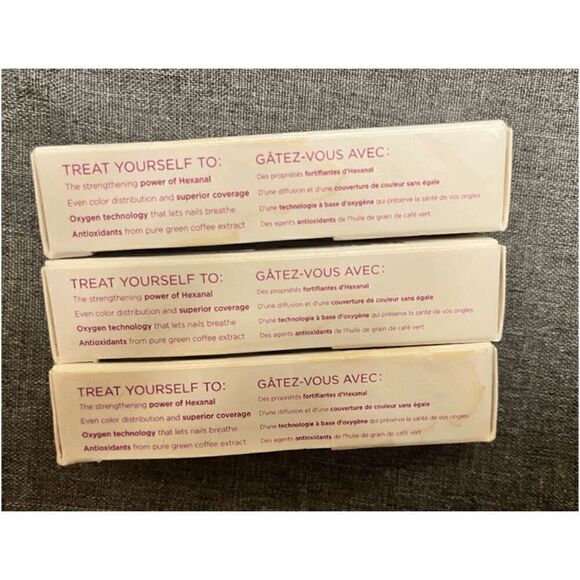 TREAT YOURSELF TO:
The strengthening power of Hexanal
Even color distribution and superior coverage
Oxygen technology that lets nails breathe
Antioxidants from pure green coffee extract
GÂTEZ-VOUS AVEC:
Des propriétés fortifiantes d'Hexanal
D'une diffusion et d'une couverture de couleur sans égale
D'une technologie à base d'oxygène qui préserve la santé de vos ongles
Des agents antioxidants de l'huile de grain de café vert
TREAT YOURSELF TO:
The strengthening power of Hexanal
Even color distribution and superior coverage
Oxygen technology that lets nails breathe
Antioxidants from pure green coffee extract
GÂTEZ-VOUS AVEC:
Des propriétés fortifiantes d'Hexanal
D'une diffusion et d'une couverture de couleur sans égale
D'une technologie à base d'oxygène qui préserve la santé de vos ongles
Des agents antioxidants de l'huile de grain de café vert
TREAT YOURSELF TO:
The strengthening power of Hexanal
Even color distribution and superior coverage
Oxygen technology that lets nails breathe
Antioxidants from pure green coffee extract
GÂTEZ-VOUS AVEC:
Des propriétés fortifiantes d'Hexanal
D'une diffusion et d'une couverture de couleur sans égale
D'une technologie à base d'oxygène qui préserve la santé de vos ongles
Des agents antioxidants de l'huile de grain de café vert